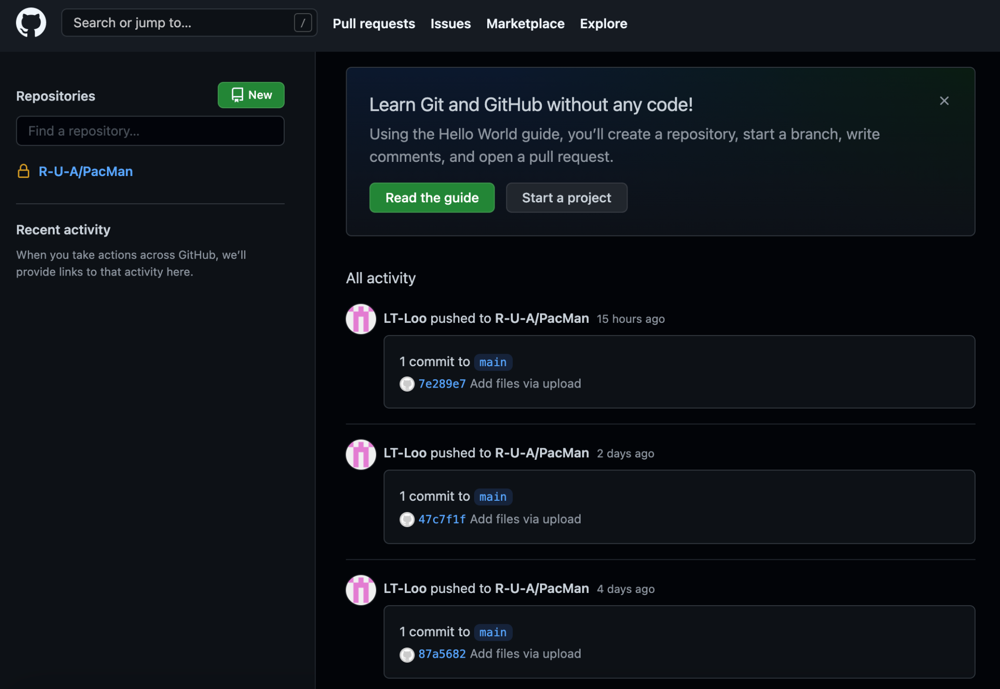 Search or jump to...
/
Pull requests
Issues
Marketplace
Explore
Repositories
New
Find a repository...
R-U-A/PacMan
Recent activity
When you take actions across GitHub, we’ll
provide links to that activity here.
Learn Git and GitHub without any code!
Using the Hello World guide, you’ll create a repository, start a branch, write
comments, and open a pull request.
Read the guide
Start a project
All activity
LT-Loo pushed to R-U-A/PacMan 15 hours ago
1 commit to main
7e289e7 Add files via upload
LT-Loo pushed to R-U-A/PacMan 2 days ago
1 commit to main
47c7f1f Add files via upload
LT-Loo pushed to R-U-A/PacMan 4 days ago
1 commit to main
87a5682 Add files via upload